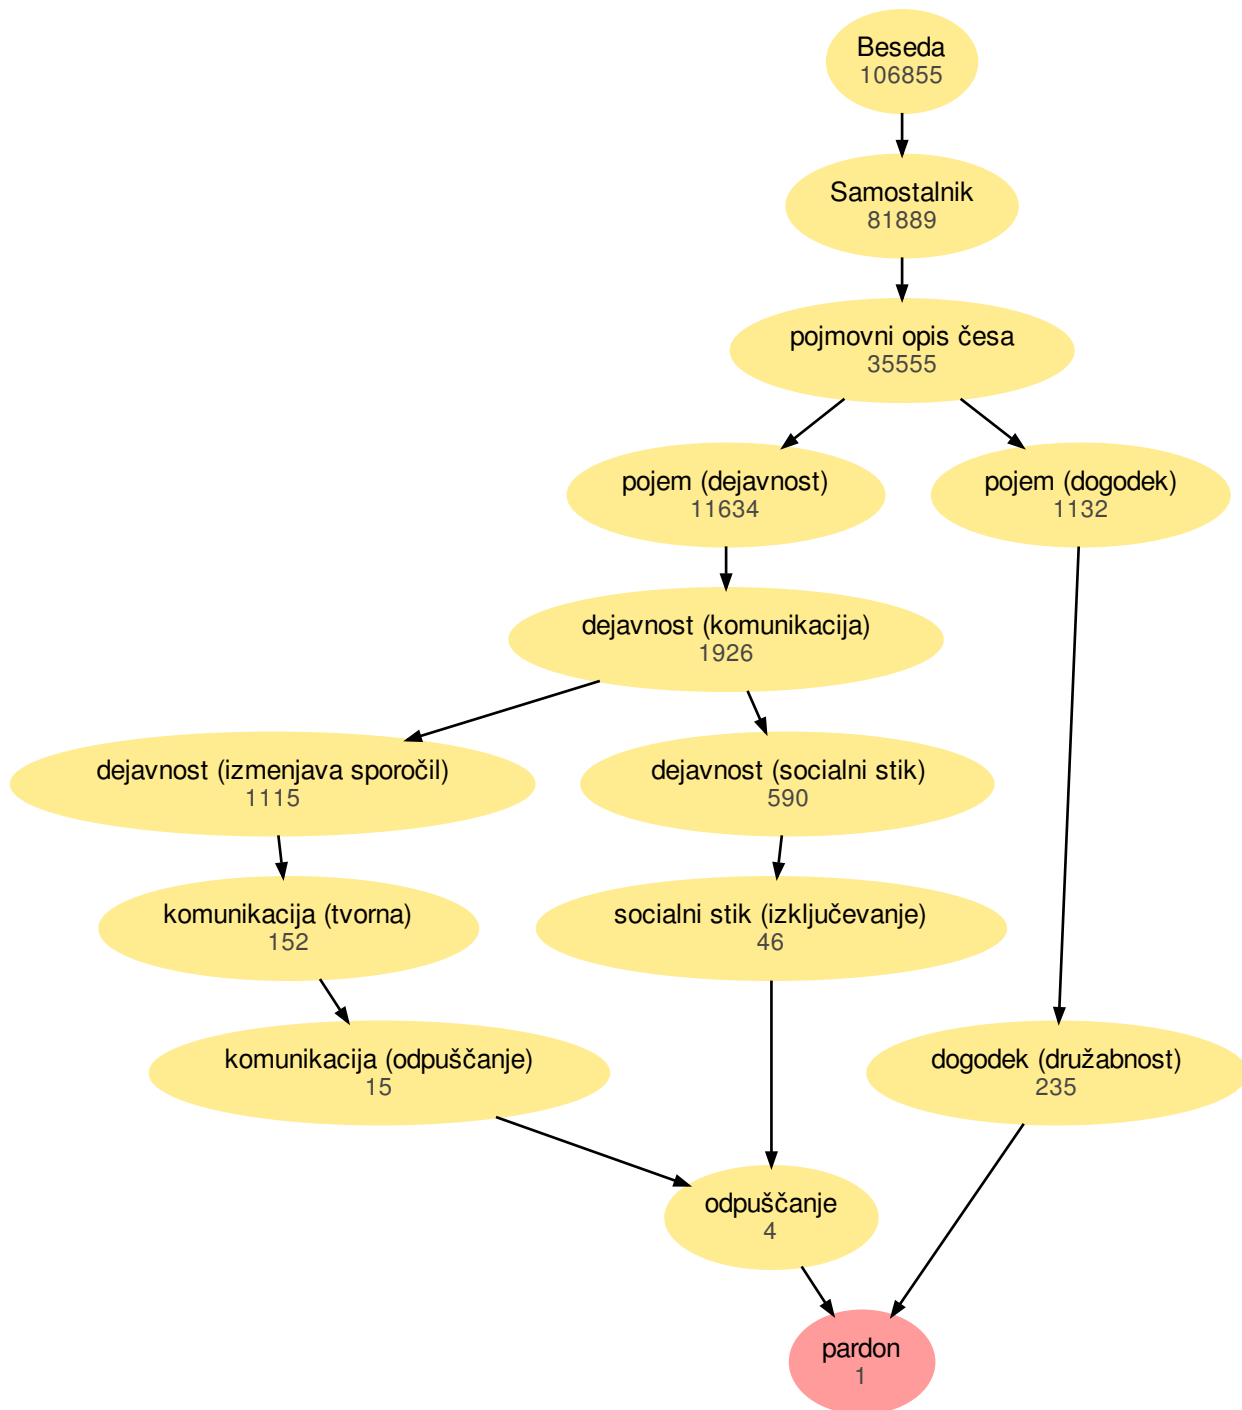 Beseda
106855
Samostalnik
81889
pojmovni opis česa
35555
pojem (dejavnost)
11634
pojem (dogodek)
1132
dejavnost (komunikacija)
1926
dejavnost (izmenjava sporočil)
1115
dejavnost (socialni stik)
590
komunikacija (tvorna)
152
socialni stik (izključevanje)
46
komunikacija (odpuščanje)
15
dogodek (družabnost)
235
odpuščanje
4
pardon
1